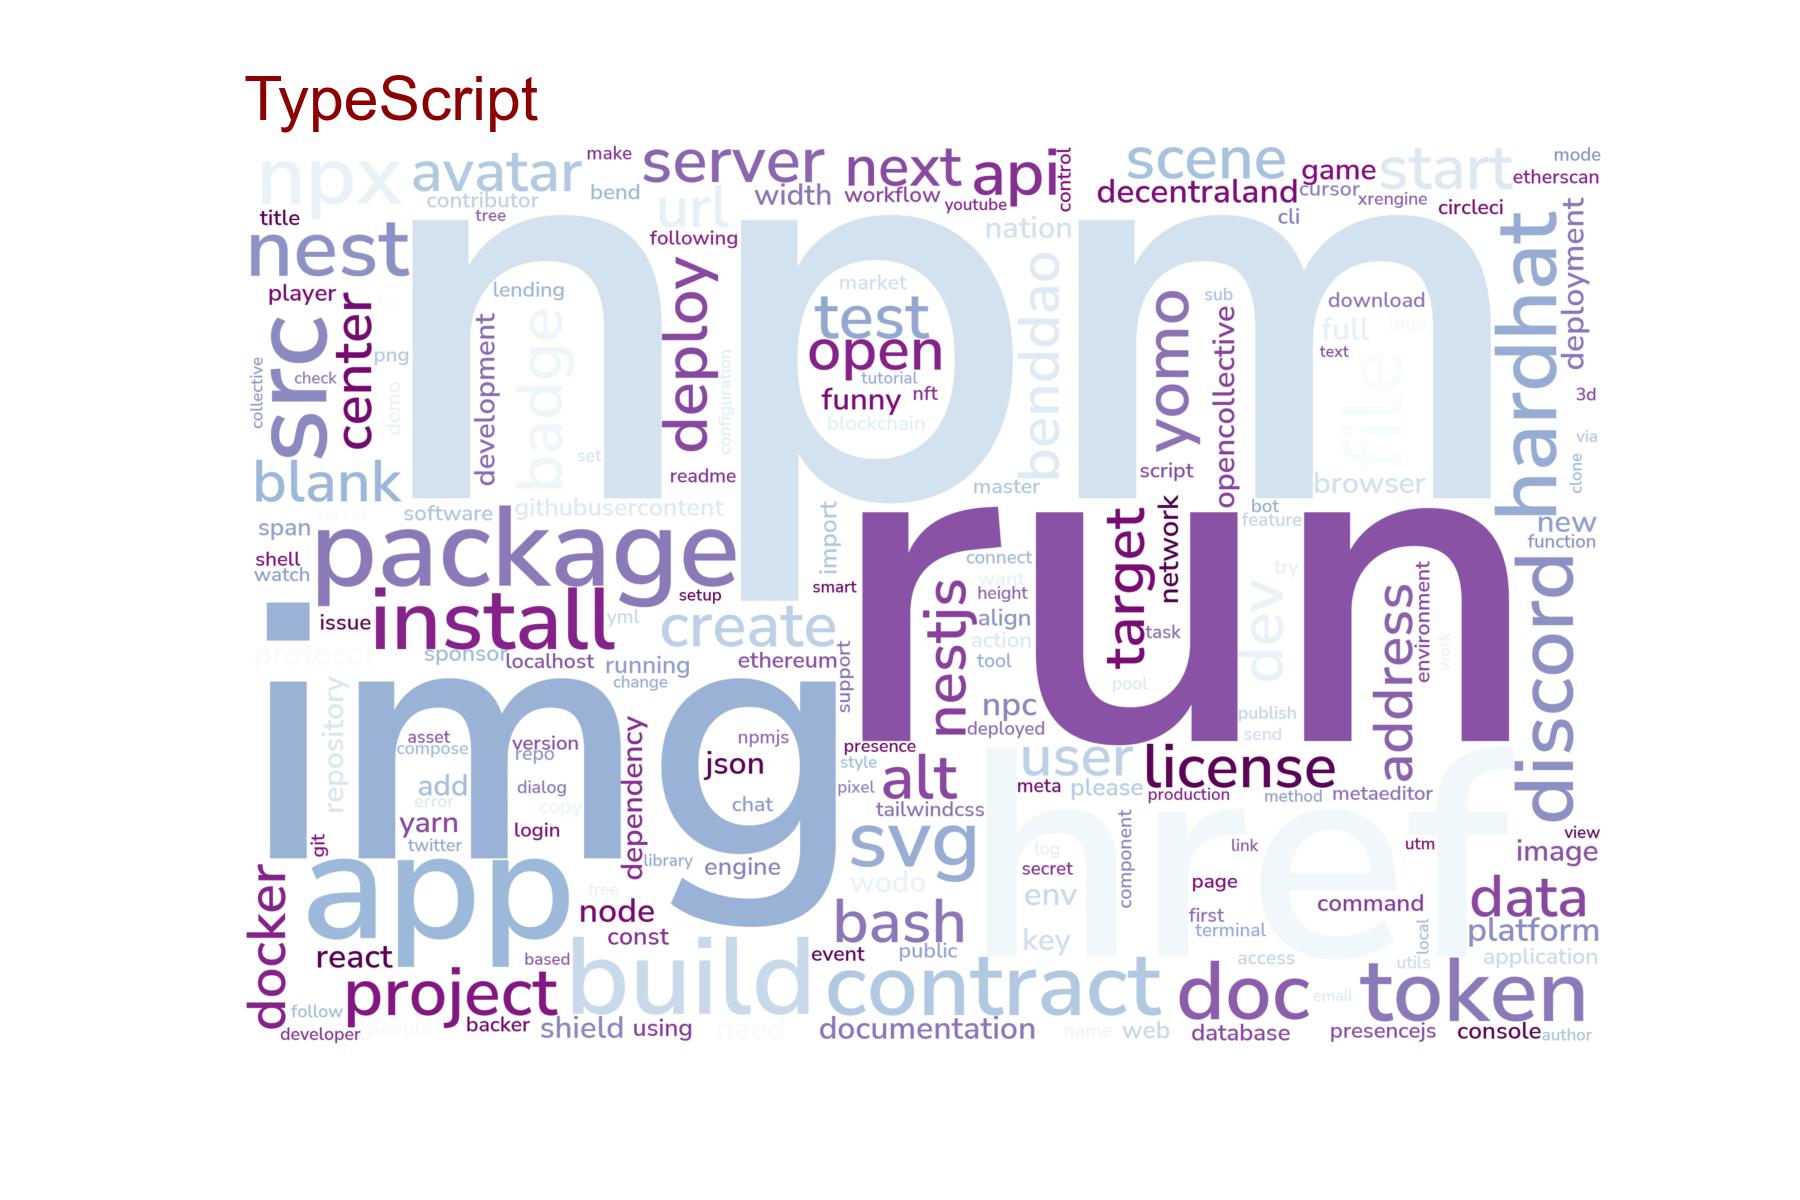 TypeScript
npx
avatar
make
server
next
api
control
scene
game
start
mode
etherscan
contributor
bend
width
workflow
youtube
decentraland
cursor
xrengine
circleci
title
tree
url
cli
nest
npm
following
nation
hardhat
deployment
player
center
src
lending
development
badge
deploy
market
test
open
tutorial
funny
nft
blockchain
benddao
yomo
sub
opencollective
download
full
logo
text
file
png
check
collective
demo
configuration
3d
via
clone
set
readme
script
blank
master
browser
vercel
software
githubusercontent
import
bot
feature
new
function
span
shell
watch
package
run
connect
want
height
align
action
tool
target
network
try
dev
task
smart
setup
issue
install
yml
create
nestjs
address
environment
work
discord
protocol
sponsor
localhost
running
change
ethereum
support
pool
npc
deployed
publish
send
img
repository
asset
compose
version
repo
dependency
npmjs
json
presence
style
user
license
add
error
dialog
copy
chat
pixel
alt
meta
please
production
method
metaeditor
tailwindcss
yarn
login
twitter
git
library
engine
svg
href
component
log
secret
link
utm
view
image
docker
app
free
wodo
env
page
data
node
const
bash
key
first
terminal
command
local
platform
react
based
build
event
public
access
utils
application
project
contract
doc
email
token
follow
developer
people
backer
shield
using
need
documentation
name
web
database
presencejs
console
author